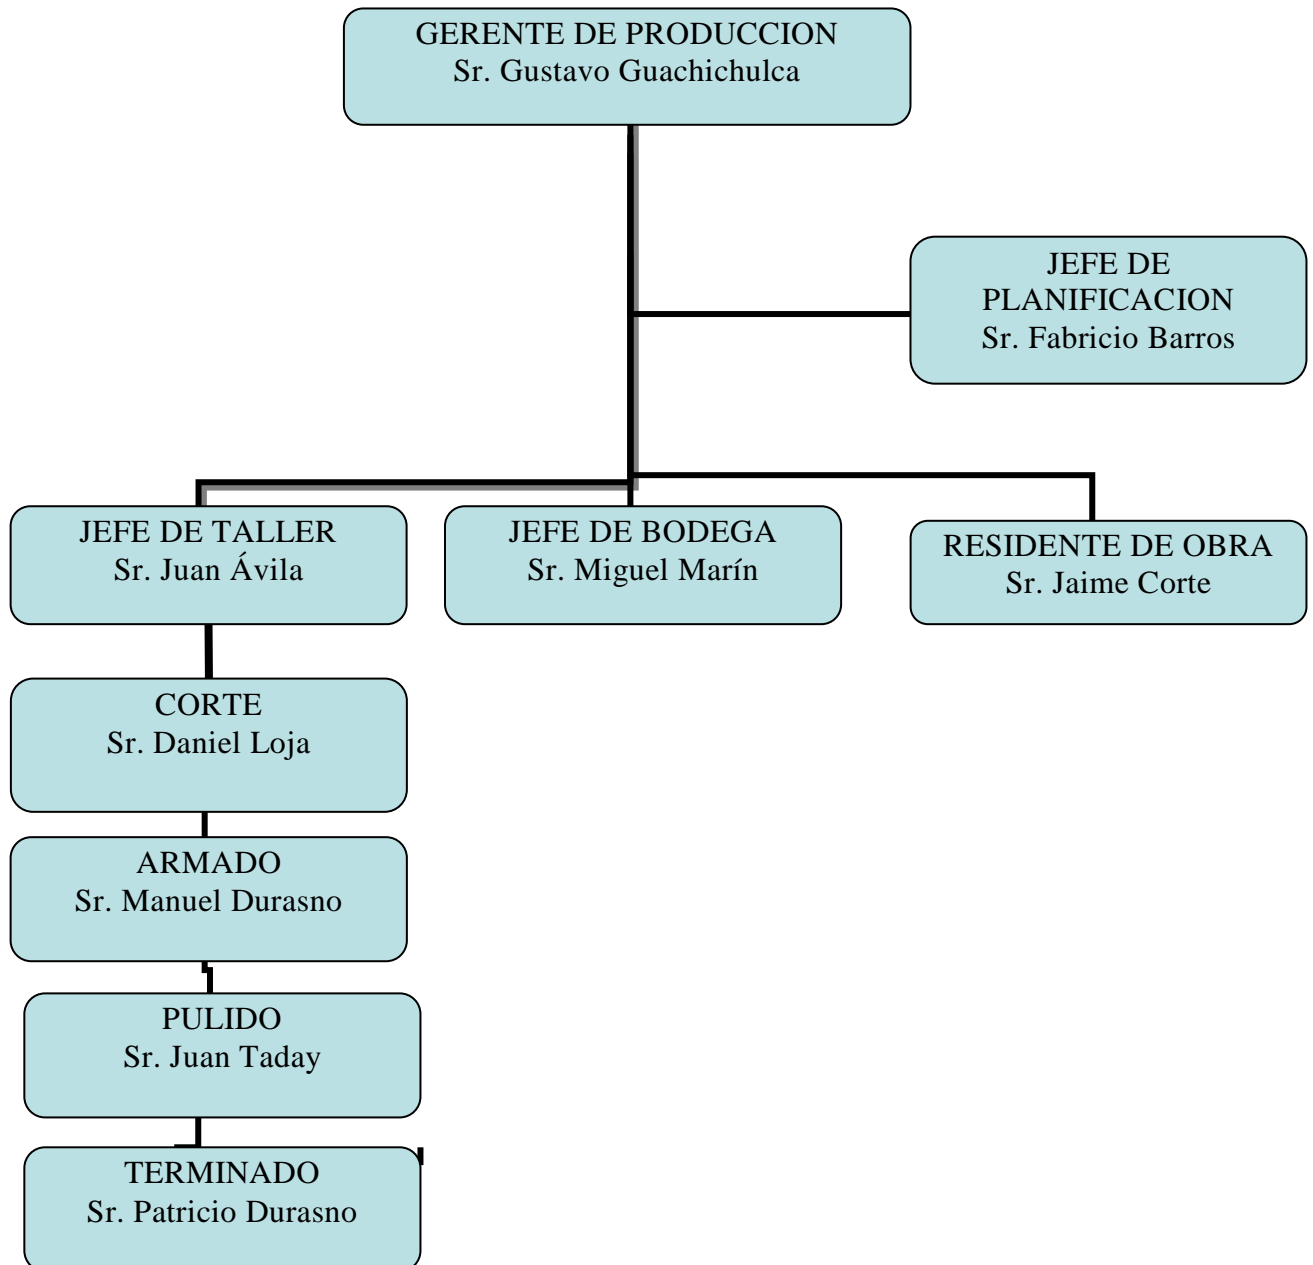 GERENTE DE PRODUCCION
Sr. Gustavo Guachichulca
JEFE DE
PLANIFICACION
Sr. Fabricio Barros
JEFE DE TALLER
Sr. Juan Ávila
JEFE DE BODEGA
Sr. Miguel Marín
RESIDENTE DE OBRA
Sr. Jaime Corte
CORTE
Sr. Daniel Loja
ARMADO
Sr. Manuel Durasno
PULIDO
Sr. Juan Taday
TERMINADO
Sr. Patricio Durasno